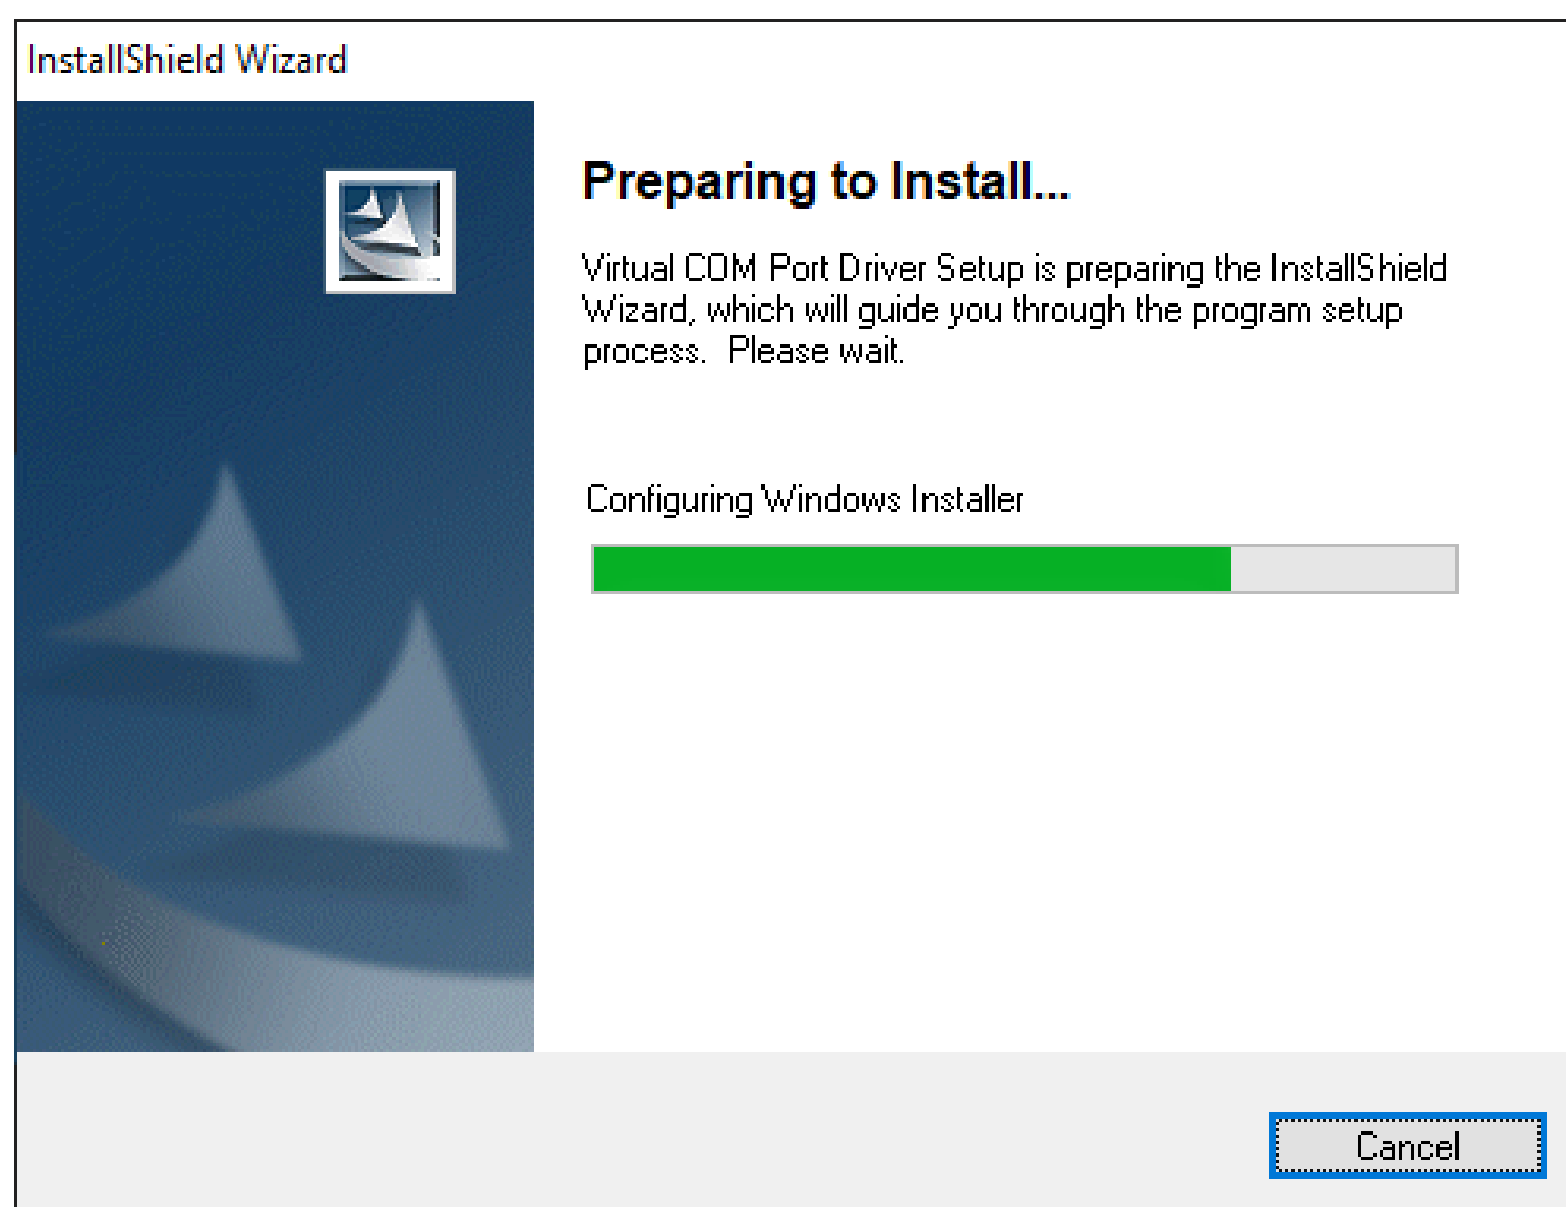 InstallShield Wizard
Preparing to Install...
Virtual COM Port Driver Setup is preparing the InstallShield
Wizard, which will guide you through the program setup
process.  Please wait.
Configuring Windows Installer
Cancel